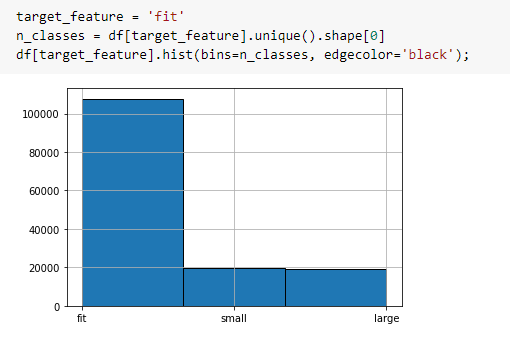 target_feature = 'fit'
n_classes = df[target_feature].unique().shape[0]
df[target_feature].hist(bins=n_classes, edgecolor='black');
100000
80000
60000
40000
20000
0
fit small large